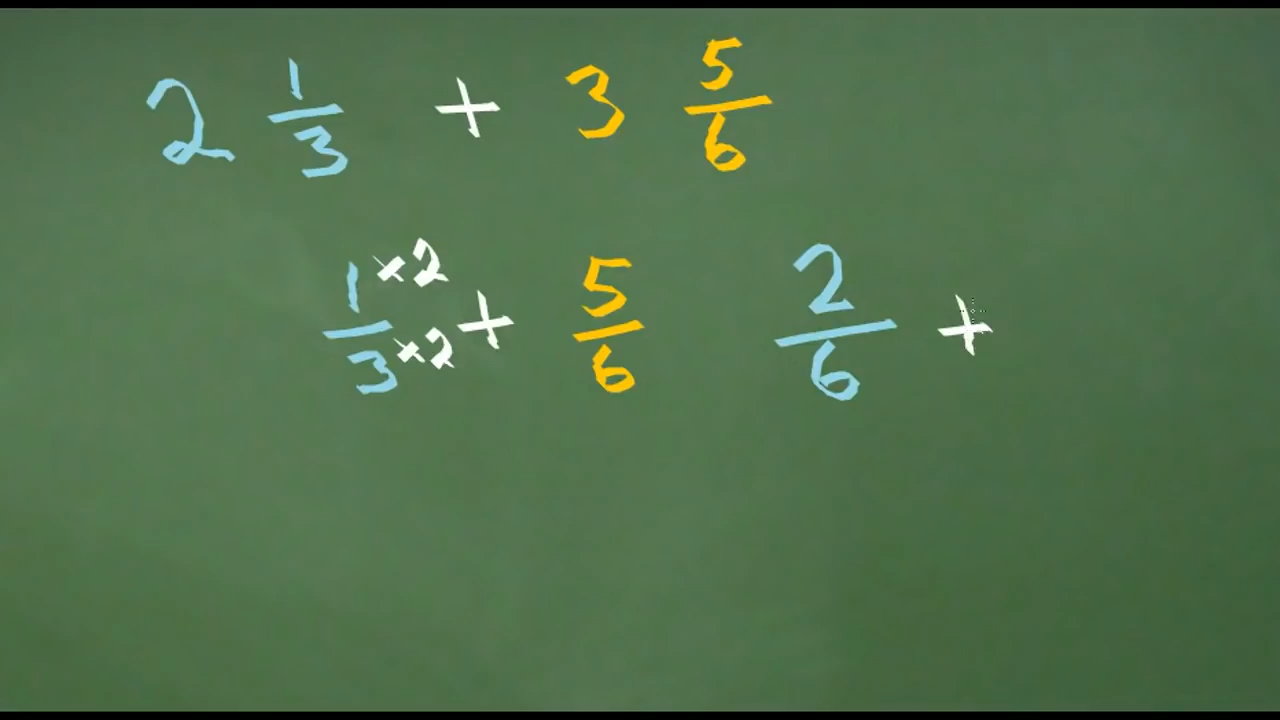 2 1/3 + 3 5/6
1×2/3×2 + 5/6 2/6 +